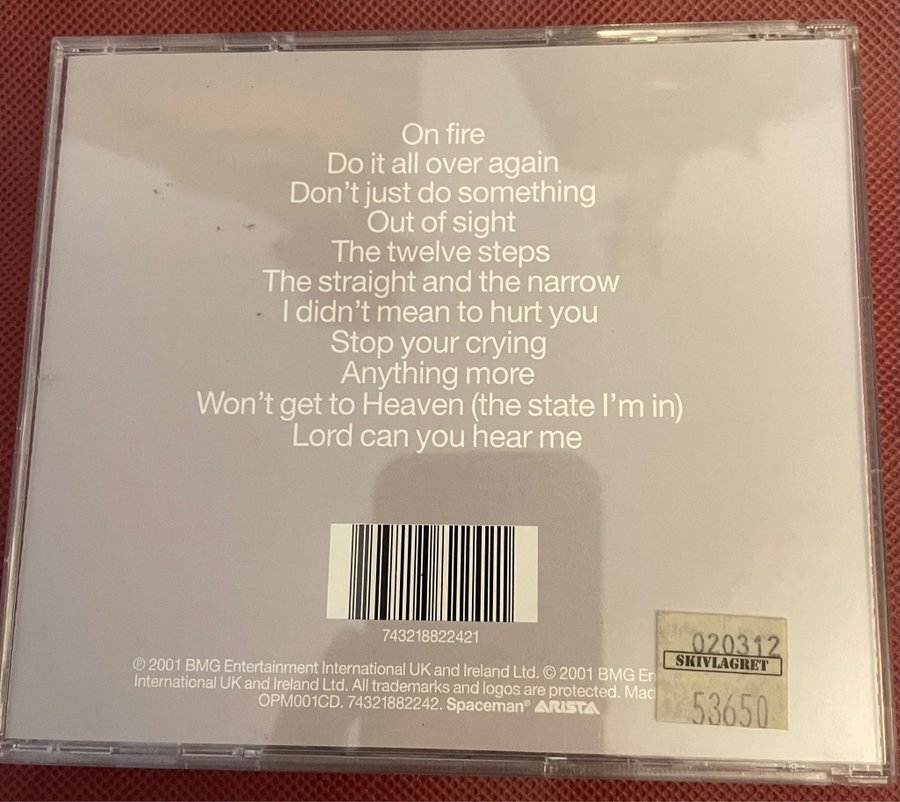 On fire
Do it all over again
Don't just do something
Out of sight
The twelve steps
The straight and the narrow
I didn't mean to hurt you
Stop your crying
Anything more
Won't get to Heaven (the state I'm in)
Lord can you hear me
743218822421
℗ 2001 BMG Entertainment International UK and Ireland Ltd. © 2001 BMG En
International UK and Ireland Ltd. All trademarks and logos are protected. Mad
OPM001CD. 74321882242. Spaceman® ARISTA
020312
SKIVLAGRET
53650